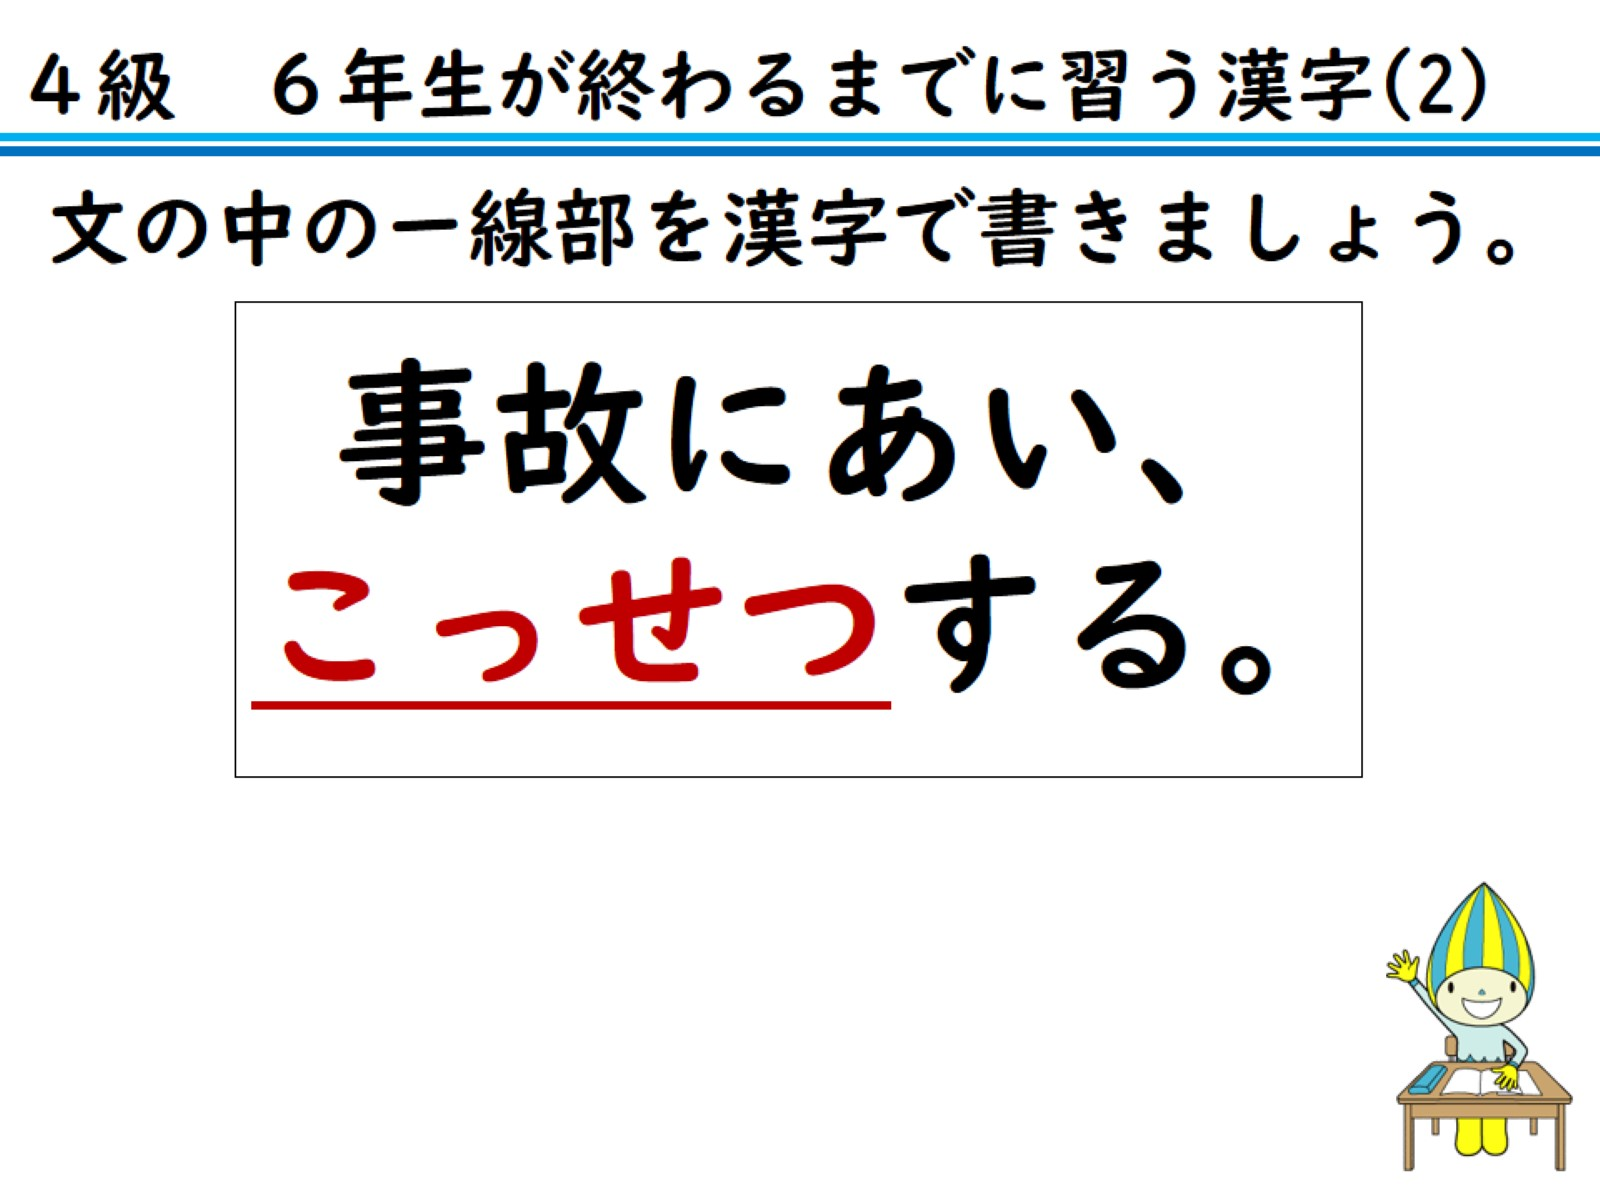 ４級　６年生が終わるまでに習う漢字(2)
文の中の－線部を漢字で書きましょう。
事故にあい、
こっせつする。